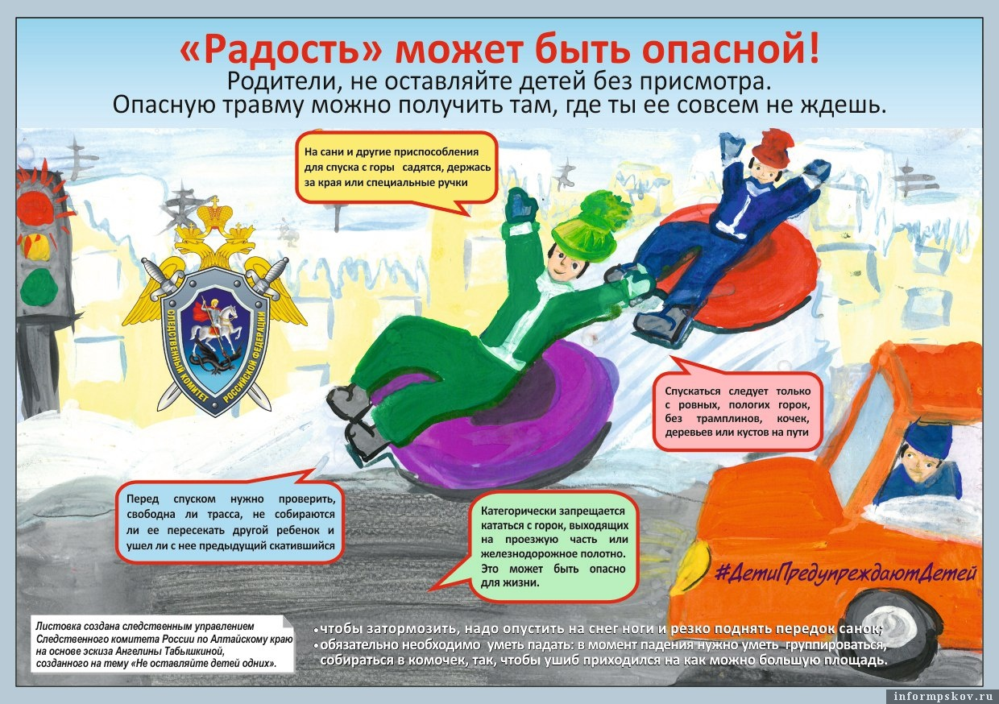 «Радость» может быть опасной!
Родители, не оставляйте детей без присмотра.
Опасную травму можно получить там, где ты ее совсем не ждешь.
На сани и другие приспособления
для спуска с горы садятся, держась
за края или специальные ручки
СЛЕДСТВЕННЫЙ КОМИТЕТ
РОССИЙСКОЙ ФЕДЕРАЦИИ
Спускаться следует только
с ровных, пологих горок,
без трамплинов, кочек,
деревьев или кустов на пути
Перед спуском нужно проверить,
свободна ли трасса, не собираются
ли ее пересекать другой ребенок и
ушел ли с нее предыдущий скатившийся
Категорически запрещается
кататься с горок, выходящих
на проезжую часть или
железнодорожное полотно.
Это может быть опасно
для жизни.
#ДетиПредупреждаютДетей
Листовка создана следственным управлением
Следственного комитета России по Алтайскому краю
на основе эскиза Ангелины Табышкиной,
созданного на тему «Не оставляйте детей одних».
•чтобы затормозить, надо опустить на снег ноги и резко поднять передок санок;
•обязательно необходимо уметь падать: в момент падения нужно уметь группироваться,
собираться в комочек, так, чтобы ушиб приходился на как можно большую площадь.
informpskov.ru